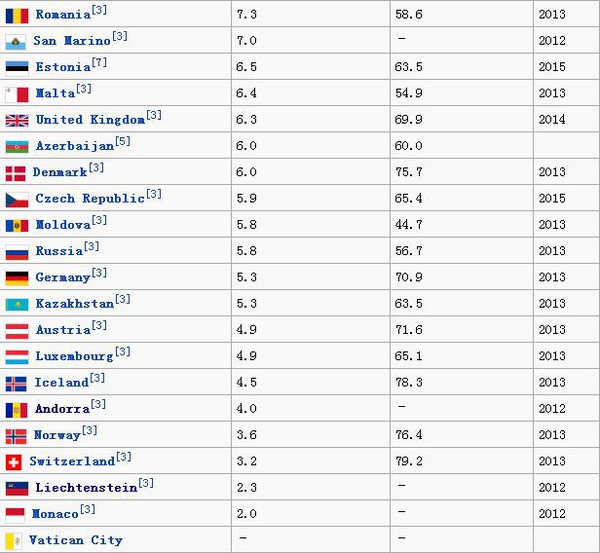 Romania[3] 7.3 58.6 2013
San Marino[3] 7.0 – 2012
Estonia[7] 6.5 63.5 2015
Malta[3] 6.4 54.9 2013
United Kingdom[3] 6.3 69.9 2014
Azerbaijan[5] 6.0 60.0
Denmark[3] 6.0 75.7 2013
Czech Republic[3] 5.9 65.4 2015
Moldova[3] 5.8 44.7 2013
Russia[3] 5.8 56.7 2013
Germany[3] 5.3 70.9 2013
Kazakhstan[3] 5.3 63.5 2013
Austria[3] 4.9 71.6 2013
Luxembourg[3] 4.9 65.1 2013
Iceland[3] 4.5 78.3 2013
Andorra[3] 4.0 – 2012
Norway[3] 3.6 76.4 2013
Switzerland[3] 3.2 79.2 2013
Liechtenstein[3] 2.3 – 2012
Monaco[3] 2.0 – 2012
Vatican City – –